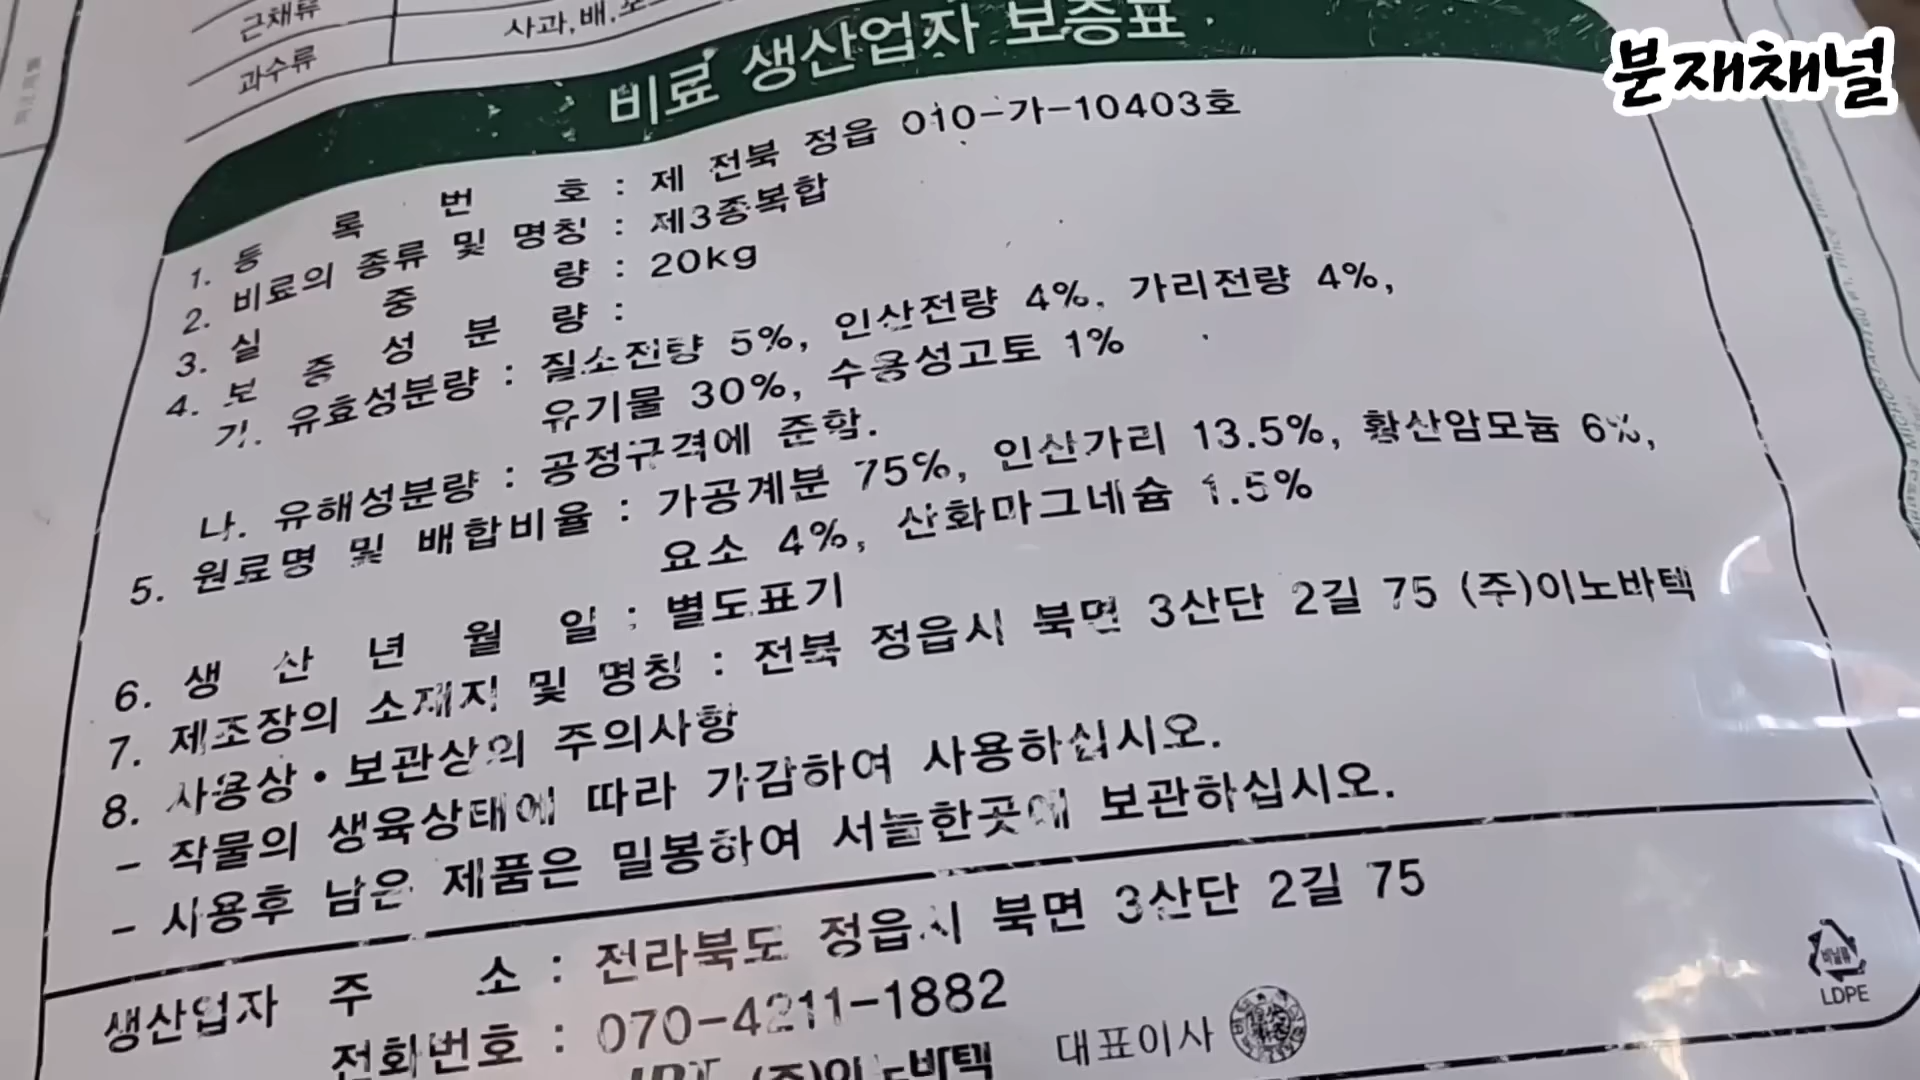 근채류
과수류
사과,배,
분재채널
비료 생산업자 보증표
1. 등 록 번 호 : 제 전북 정읍 010-가-10403호
2. 비료의 종류 및 명칭 : 제3종복합
3. 실 중 량 : 20kg
4. 보 증 성 분 량 :
가. 유효성분량 : 질소전량 5%, 인산전량 4%, 가리전량 4%,
유기물 30%, 수용성고토 1%
나. 유해성분량 : 공정규격에 준함.
5. 원료명 및 배합비율 : 가공계분 75%, 인산가리 13.5%, 황산암모늄 6%,
요소 4%, 산화마그네슘 1.5%
6. 생 산 년 월 일 : 별도표기
7. 제조장의 소재지 및 명칭 : 전북 정읍시 북면 3산단 2길 75 (주)이노바텍
8. 사용상•보관상의 주의사항
- 작물의 생육상태에 따라 가감하여 사용하십시오.
- 사용후 남은 제품은 밀봉하여 서늘한곳에 보관하십시오.
생산업자 주 소 : 전라북도 정읍시 북면 3산단 2길 75
전화번호 : 070-4211-1882
(주)이노바텍 대표이사
비닐류
LDPE